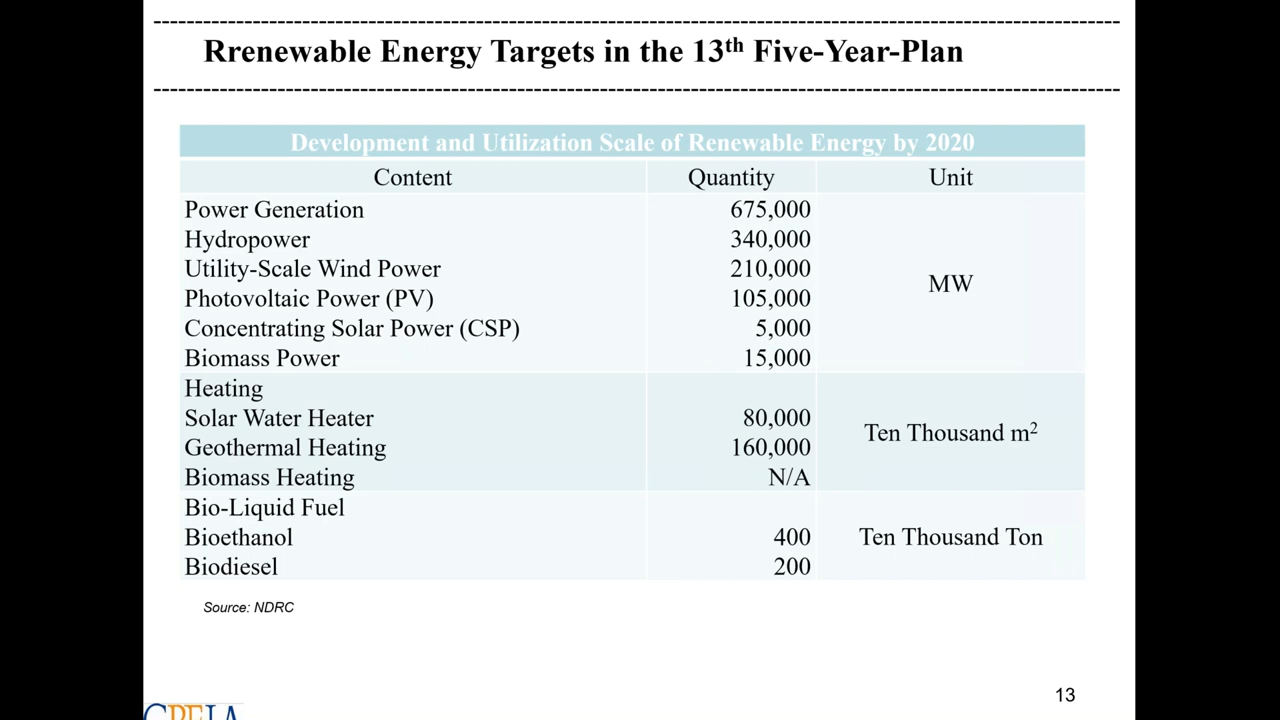 Rrenewable Energy Targets in the 13th Five-Year-Plan
Development and Utilization Scale of Renewable Energy by 2020
Content Quantity Unit
Power Generation 675,000
Hydropower 340,000
Utility-Scale Wind Power 210,000
MW
Photovoltaic Power (PV) 105,000
Concentrating Solar Power (CSP) 5,000
Biomass Power 15,000
Heating
Solar Water Heater 80,000
Ten Thousand m2
Geothermal Heating 160,000
Biomass Heating N/A
Bio-Liquid Fuel
Bioethanol 400 Ten Thousand Ton
Biodiesel 200
Source: NDRC
13